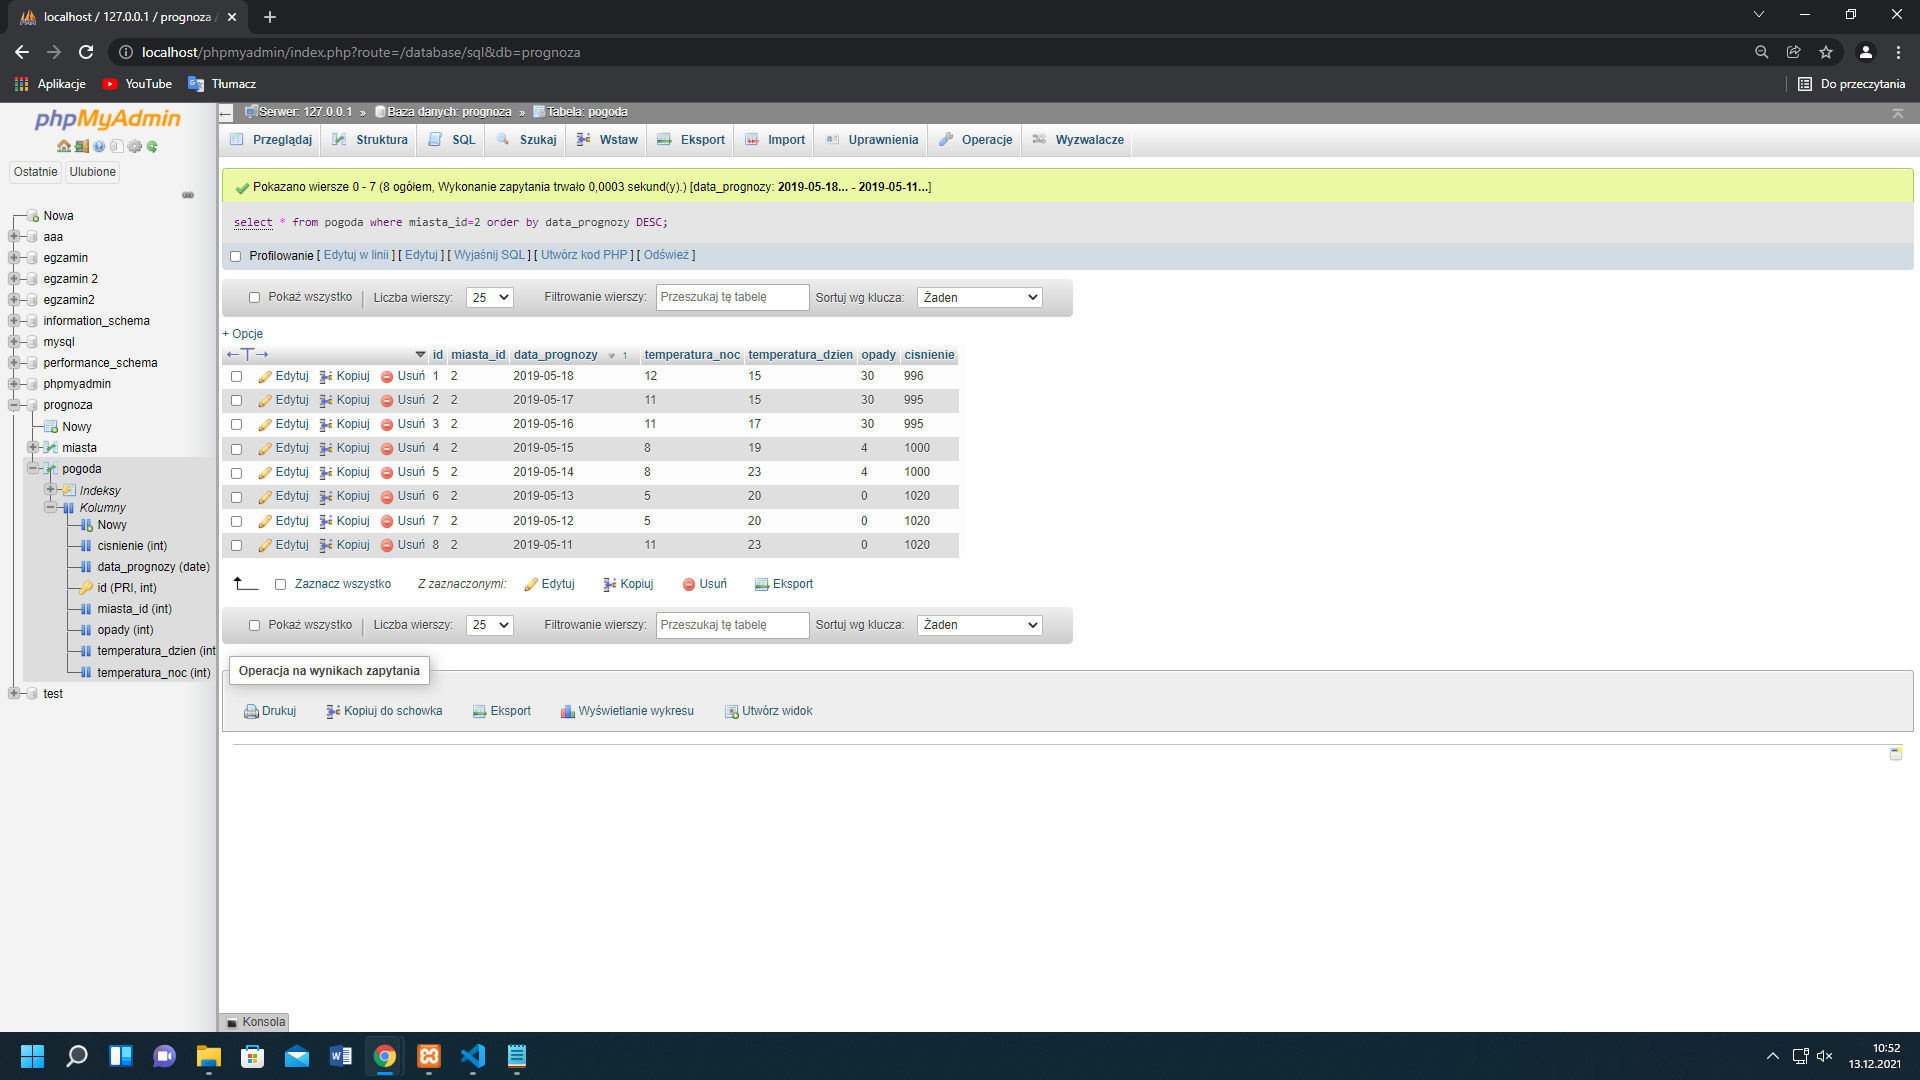 localhost / 127.0.0.1 / prognoza /
localhost/phpmyadmin/index.php?route=/database/sql&db=prognoza
Aplikacje YouTube Tłumacz Do przeczytania
phpMyAdmin
Ostatnie Ulubione
Nowa
aaa
egzamin
egzamin 2
egzamin2
information_schema
mysql
performance_schema
phpmyadmin
prognoza
Nowy
miasta
pogoda
Indeksy
Kolumny
Nowy
cisnienie (int)
data_prognozy (date)
id (PRI, int)
miasta_id (int)
opady (int)
temperatura_dzien (int
temperatura_noc (int)
test
Serwer: 127.0.0.1 » Baza danych: prognoza » Tabela: pogoda
Przeglądaj Struktura SQL Szukaj Wstaw Eksport Import Uprawnienia Operacje Wyzwalacze
Pokazano wiersze 0 - 7 (8 ogółem, Wykonanie zapytania trwało 0,0003 sekund(y).) [data_prognozy: 2019-05-18... - 2019-05-11...]
select * from pogoda where miasta_id=2 order by data_prognozy DESC;
Profilowanie [ Edytuj w linii ] [ Edytuj ] [ Wyjaśnij SQL ] [ Utwórz kod PHP ] [ Odśwież ]
Pokaż wszystko | Liczba wierszy: 25 Filtrowanie wierszy: Przeszukaj tę tabelę Sortuj wg klucza: Żaden
+ Opcje
←T→ id miasta_id data_prognozy 1 temperatura_noc temperatura_dzien opady cisnienie
Edytuj Kopiuj Usuń 1 2 2019-05-18 12 15 30 996
Edytuj Kopiuj Usuń 2 2 2019-05-17 11 15 30 995
Edytuj Kopiuj Usuń 3 2 2019-05-16 11 17 30 995
Edytuj Kopiuj Usuń 4 2 2019-05-15 8 19 4 1000
Edytuj Kopiuj Usuń 5 2 2019-05-14 8 23 4 1000
Edytuj Kopiuj Usuń 6 2 2019-05-13 5 20 0 1020
Edytuj Kopiuj Usuń 7 2 2019-05-12 5 20 0 1020
Edytuj Kopiuj Usuń 8 2 2019-05-11 11 23 0 1020
Zaznacz wszystko Z zaznaczonymi: Edytuj Kopiuj Usuń Eksport
Pokaż wszystko | Liczba wierszy: 25 Filtrowanie wierszy: Przeszukaj tę tabelę Sortuj wg klucza: Żaden
Operacja na wynikach zapytania
Drukuj Kopiuj do schowka Eksport Wyświetlanie wykresu Utwórz widok
Konsola
10:52
13.12.2021